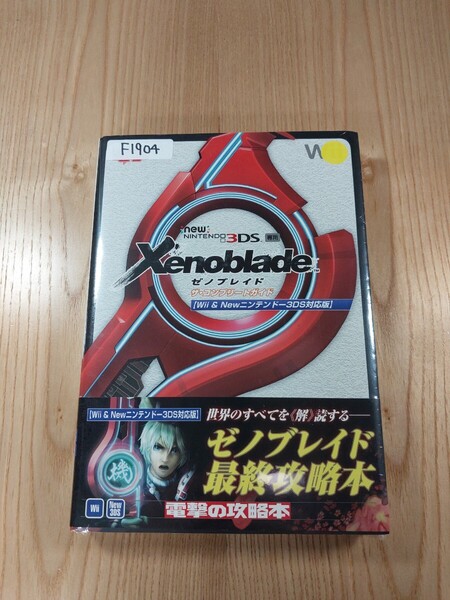 F1904
W
new
NINTENDO 3DS 専用
Xenoblade
ゼノブレイド
ザ・コンプリートガイド
[Wii & Newニンテンドー3DS対応版]
[Wii & Newニンテンドー3DS対応版]
世界のすべてを《解》読する――
機
ゼノブレイド
最終攻略本
Wii
New
3DS
電撃の攻略本